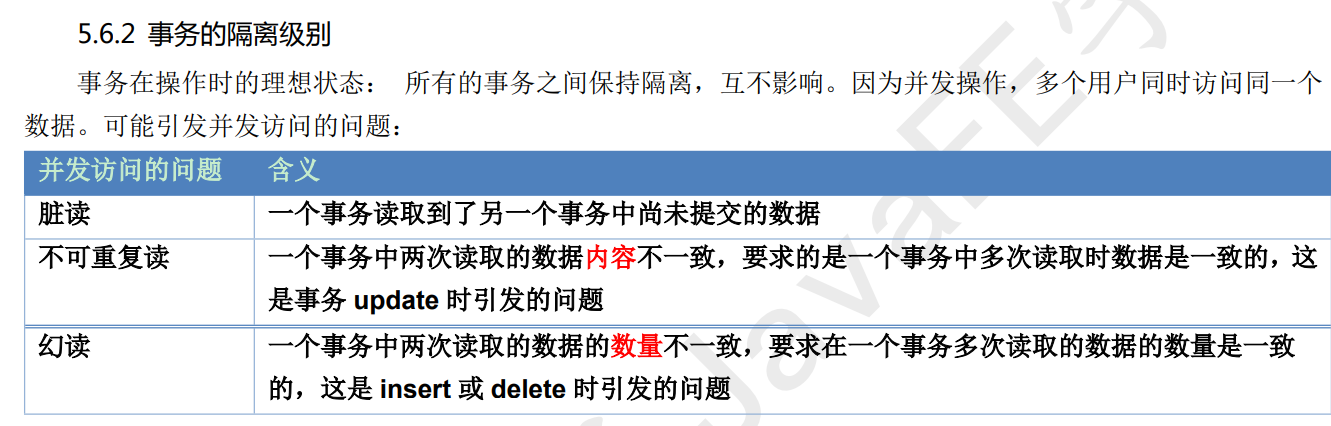 5.6.2 事务的隔离级别
事务在操作时的理想状态： 所有的事务之间保持隔离，互不影响。因为并发操作，多个用户同时访问同一个
数据。可能引发并发访问的问题：
并发访问的问题 含义
脏读 一个事务读取到了另一个事务中尚未提交的数据
不可重复读 一个事务中两次读取的数据内容不一致，要求的是一个事务中多次读取时数据是一致的，这
是事务 update 时引发的问题
幻读 一个事务中两次读取的数据的数量不一致，要求在一个事务多次读取的数据的数量是一致
的，这是 insert 或 delete 时引发的问题
JavaEE